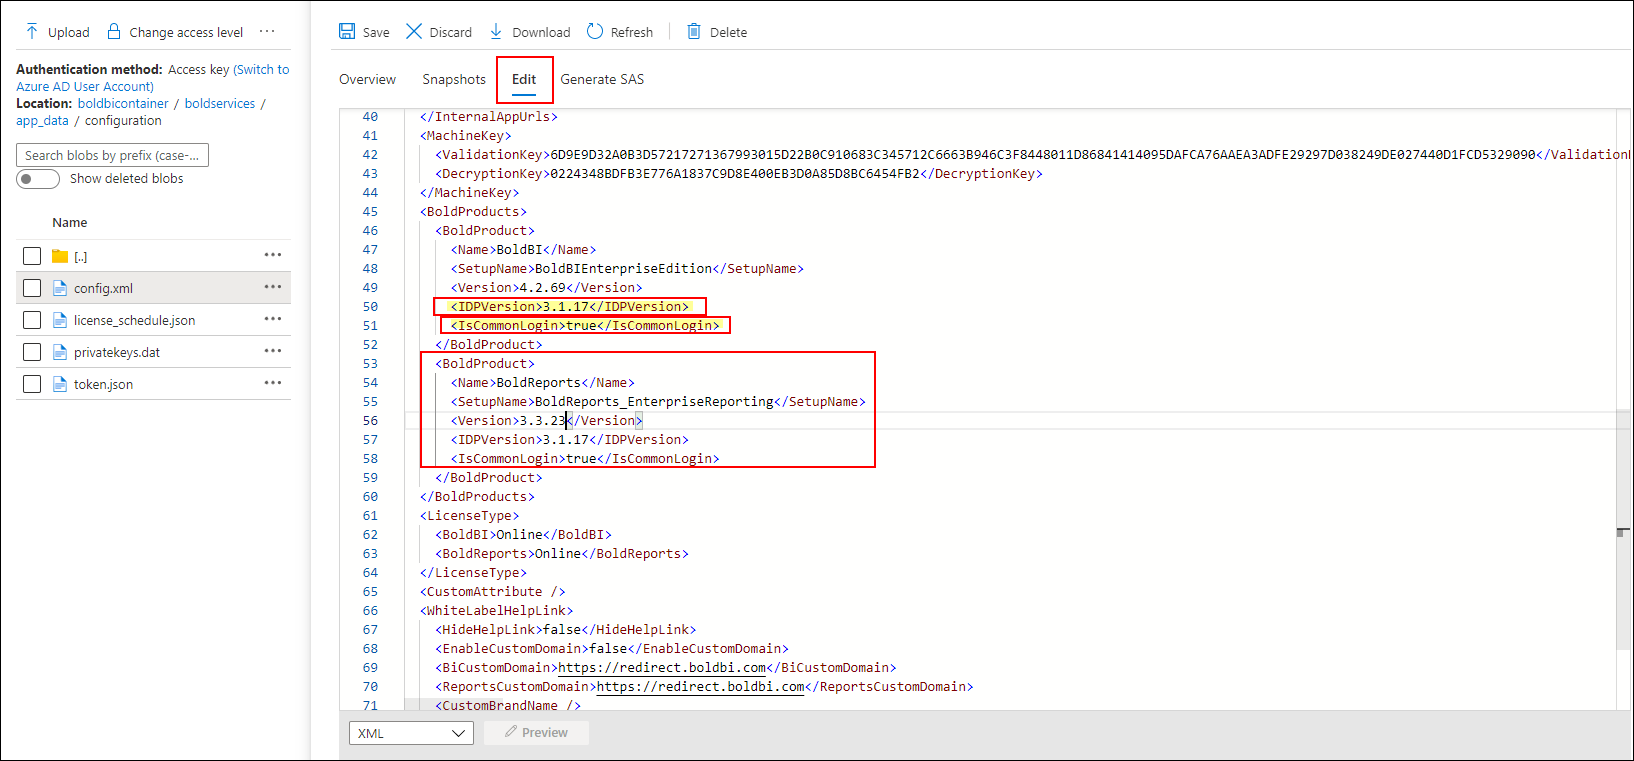 Upload   Change access level   ...
Authentication method: Access key (Switch to
Azure AD User Account)
Location: boldbicontainer / boldservices /
app_data / configuration
Search blobs by prefix (case-...
Show deleted blobs
Name
[..]
config.xml
license_schedule.json
privatekeys.dat
token.json
Save   Discard   Download   Refresh   Delete
Overview   Snapshots   Edit   Generate SAS
40 </InternalAppUrls>
41 <MachineKey>
42 <ValidationKey>6D9E9D32A0B3D57217271367993015D22B0C910683C345712C6663B946C3F8448011D86841414095DAFCA76AAEA3ADFE29297D038249DE027440D1FCD5329090</Validation
43 <DecryptionKey>0224348BDFB3E776A1837C9D8E400EB3D0A85D8BC6454FB2</DecryptionKey>
44 </MachineKey>
45 <BoldProducts>
46 <BoldProduct>
47 <Name>BoldBI</Name>
48 <SetupName>BoldBIEnterpriseEdition</SetupName>
49 <Version>4.2.69</Version>
50 <IDPVersion>3.1.17</IDPVersion>
51 <IsCommonLogin>true</IsCommonLogin>
52 </BoldProduct>
53 <BoldProduct>
54 <Name>BoldReports</Name>
55 <SetupName>BoldReports_EnterpriseReporting</SetupName>
56 <Version>3.3.23</Version>
57 <IDPVersion>3.1.17</IDPVersion>
58 <IsCommonLogin>true</IsCommonLogin>
59 </BoldProduct>
60 </BoldProducts>
61 <LicenseType>
62 <BoldBI>Online</BoldBI>
63 <BoldReports>Online</BoldReports>
64 </LicenseType>
65 <CustomAttribute />
66 <WhiteLabelHelpLink>
67 <HideHelpLink>false</HideHelpLink>
68 <EnableCustomDomain>false</EnableCustomDomain>
69 <BiCustomDomain>https://redirect.boldbi.com</BiCustomDomain>
70 <ReportsCustomDomain>https://redirect.boldbi.com</ReportsCustomDomain>
71 <CustomBrandName />
XML   Preview